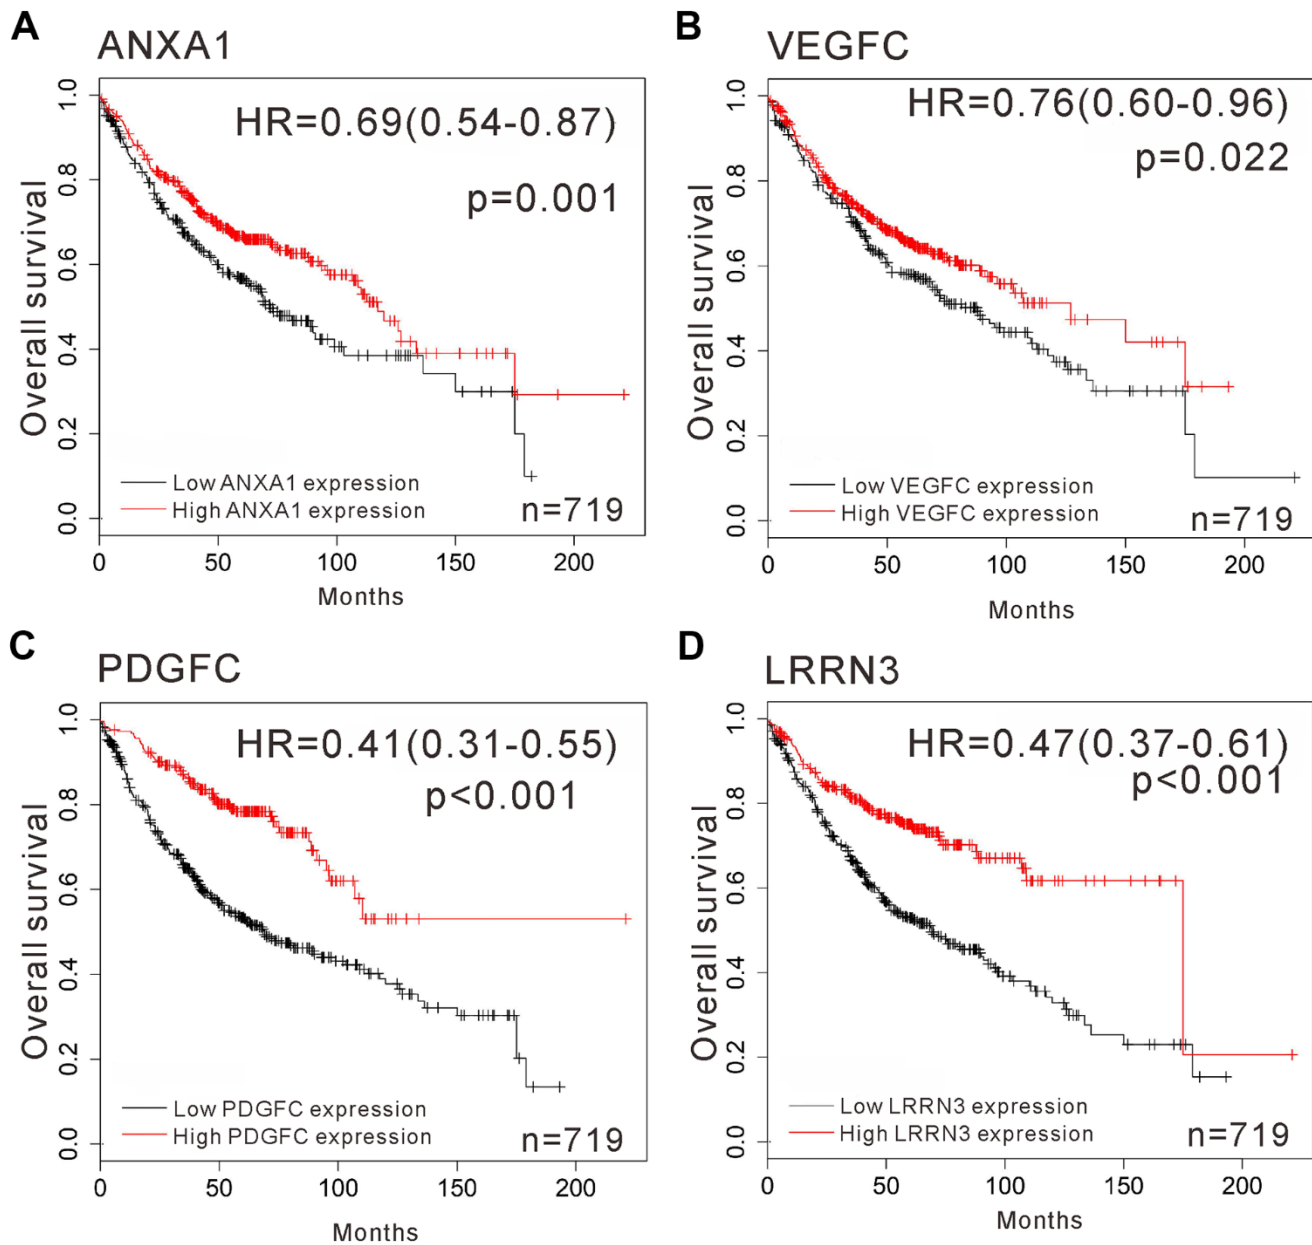 A
ANXA1
HR=0.69(0.54-0.87)
p=0.001
Overall survival
1.0
0.8
0.6
0.4
0.2
0.0
Low ANXA1 expression
High ANXA1 expression
n=719
0 50 100 150 200
Months
B
VEGFC
HR=0.76(0.60-0.96)
p=0.022
Overall survival
1.0
0.8
0.6
0.4
0.2
0.0
Low VEGFC expression
High VEGFC expression
n=719
0 50 100 150 200
Months
C
PDGFC
HR=0.41(0.31-0.55)
p<0.001
Overall survival
1.0
0.8
0.6
0.4
0.2
0.0
Low PDGFC expression
High PDGFC expression
n=719
0 50 100 150 200
Months
D
LRRN3
HR=0.47(0.37-0.61)
p<0.001
Overall survival
1.0
0.8
0.6
0.4
0.2
0.0
Low LRRN3 expression
High LRRN3 expression
n=719
0 50 100 150 200
Months